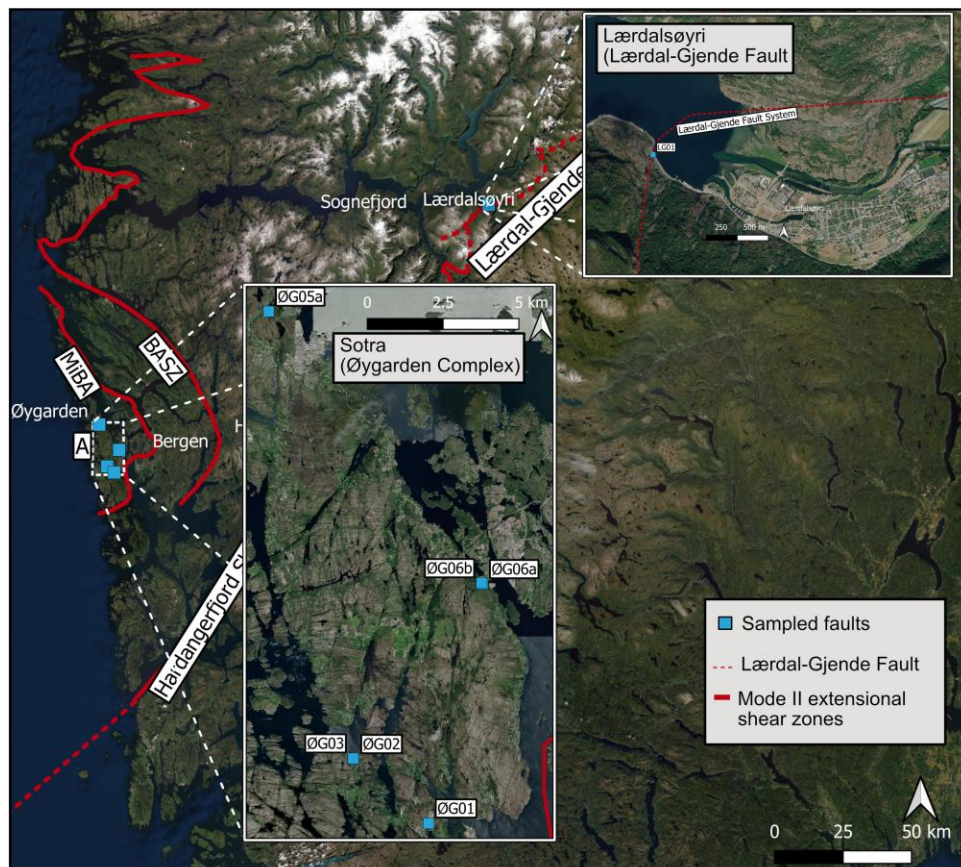 Lærdalsøyri
(Lærdal-Gjende Fault
Lærdal-Gjende Fault System
LG01
Lærdalsøyri
250
500 m
Sognefjord
Lærdalsøyri
Lærdal-Gjende
ØG05a
0
2.5
5 km
Sotra
(Øygarden Complex)
MiBA
BASZ
Øygarden
A
Bergen
H
ØG06b
ØG06a
Hardangerfjord S
ØG03
ØG02
ØG01
Sampled faults
Lærdal-Gjende Fault
Mode II extensional
shear zones
0
25
50 km